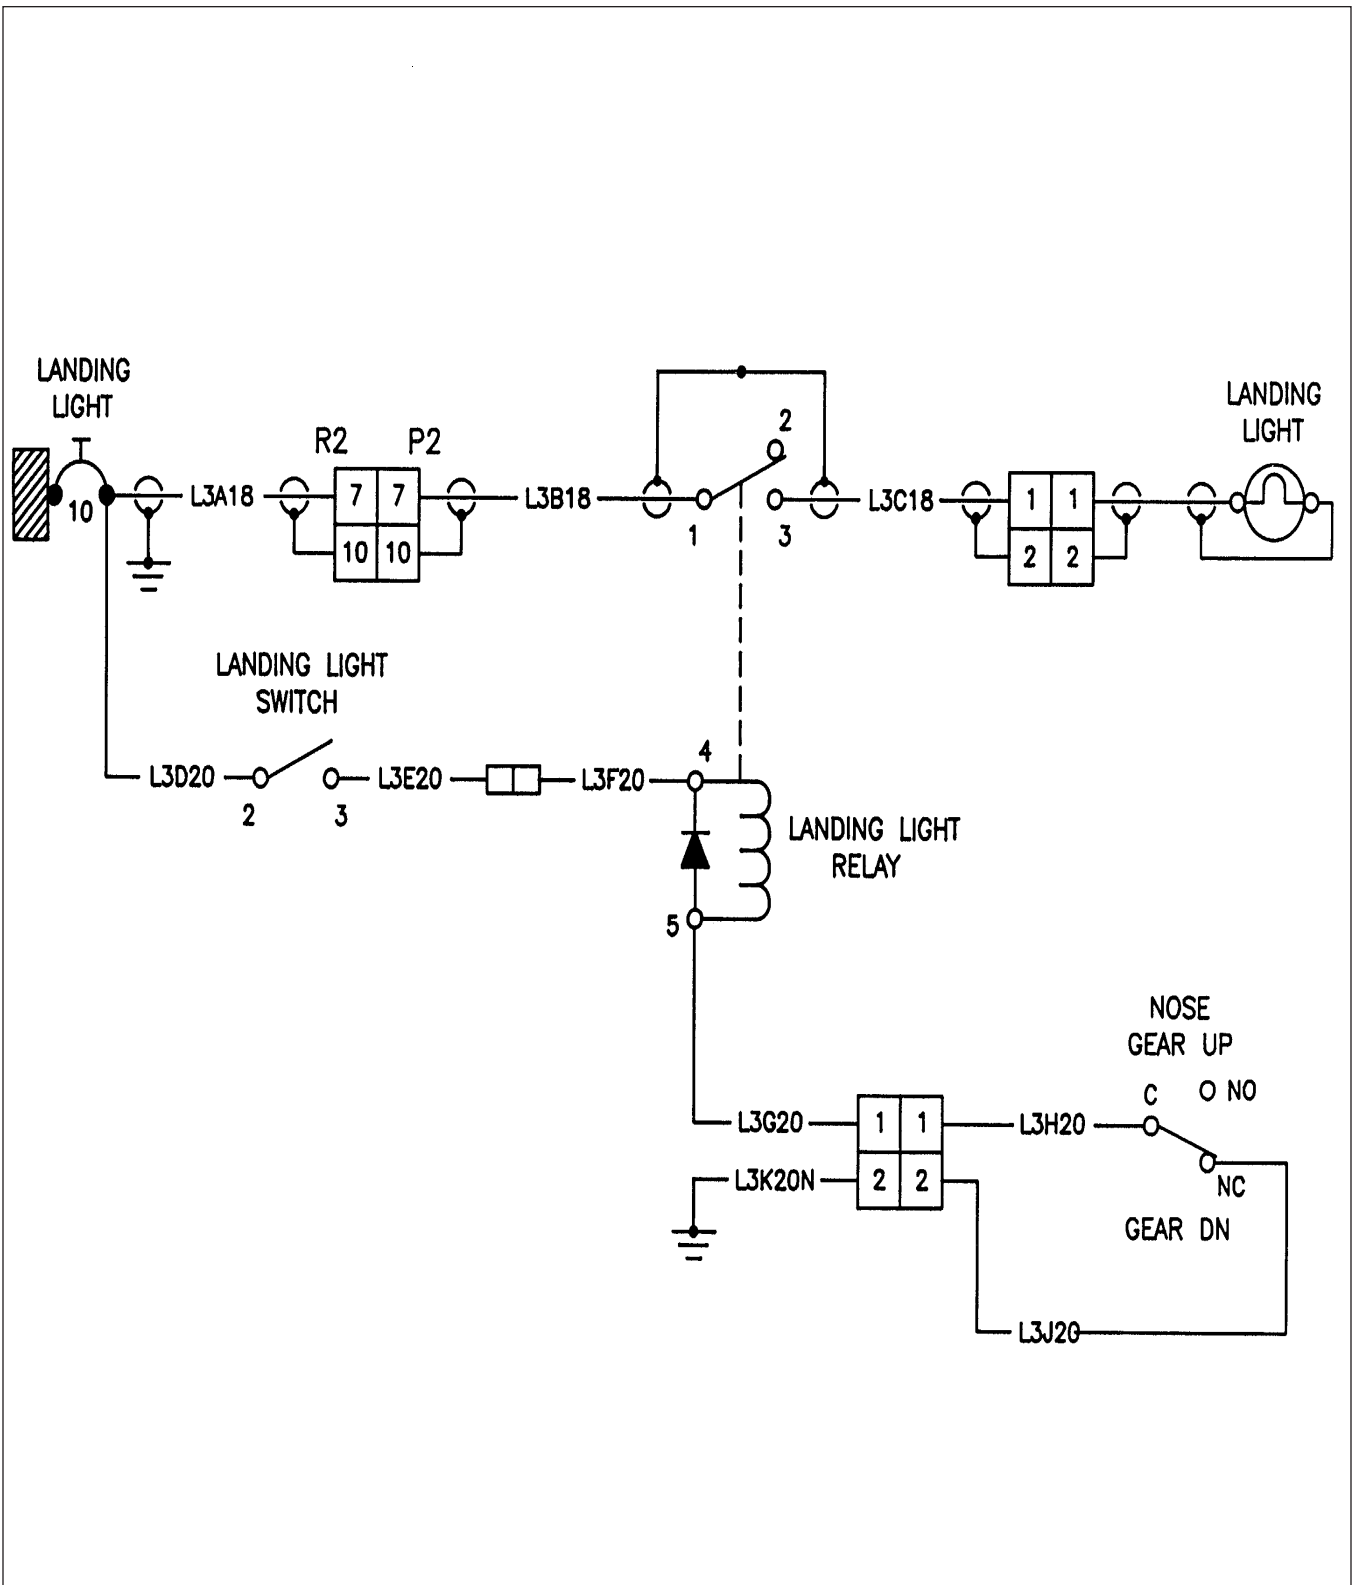 LANDING
LIGHT
10
L3A18
R2 P2
7 7
10 10
L3B18
1
2
3
L3C18
1 1
2 2
LANDING
LIGHT
LANDING LIGHT
SWITCH
L3D20
2
3
L3E20
L3F20
4
5
LANDING LIGHT
RELAY
NOSE
GEAR UP
C
NO
L3G20
1 1
L3H20
L3K20N
2 2
NC
GEAR DN
L3J20